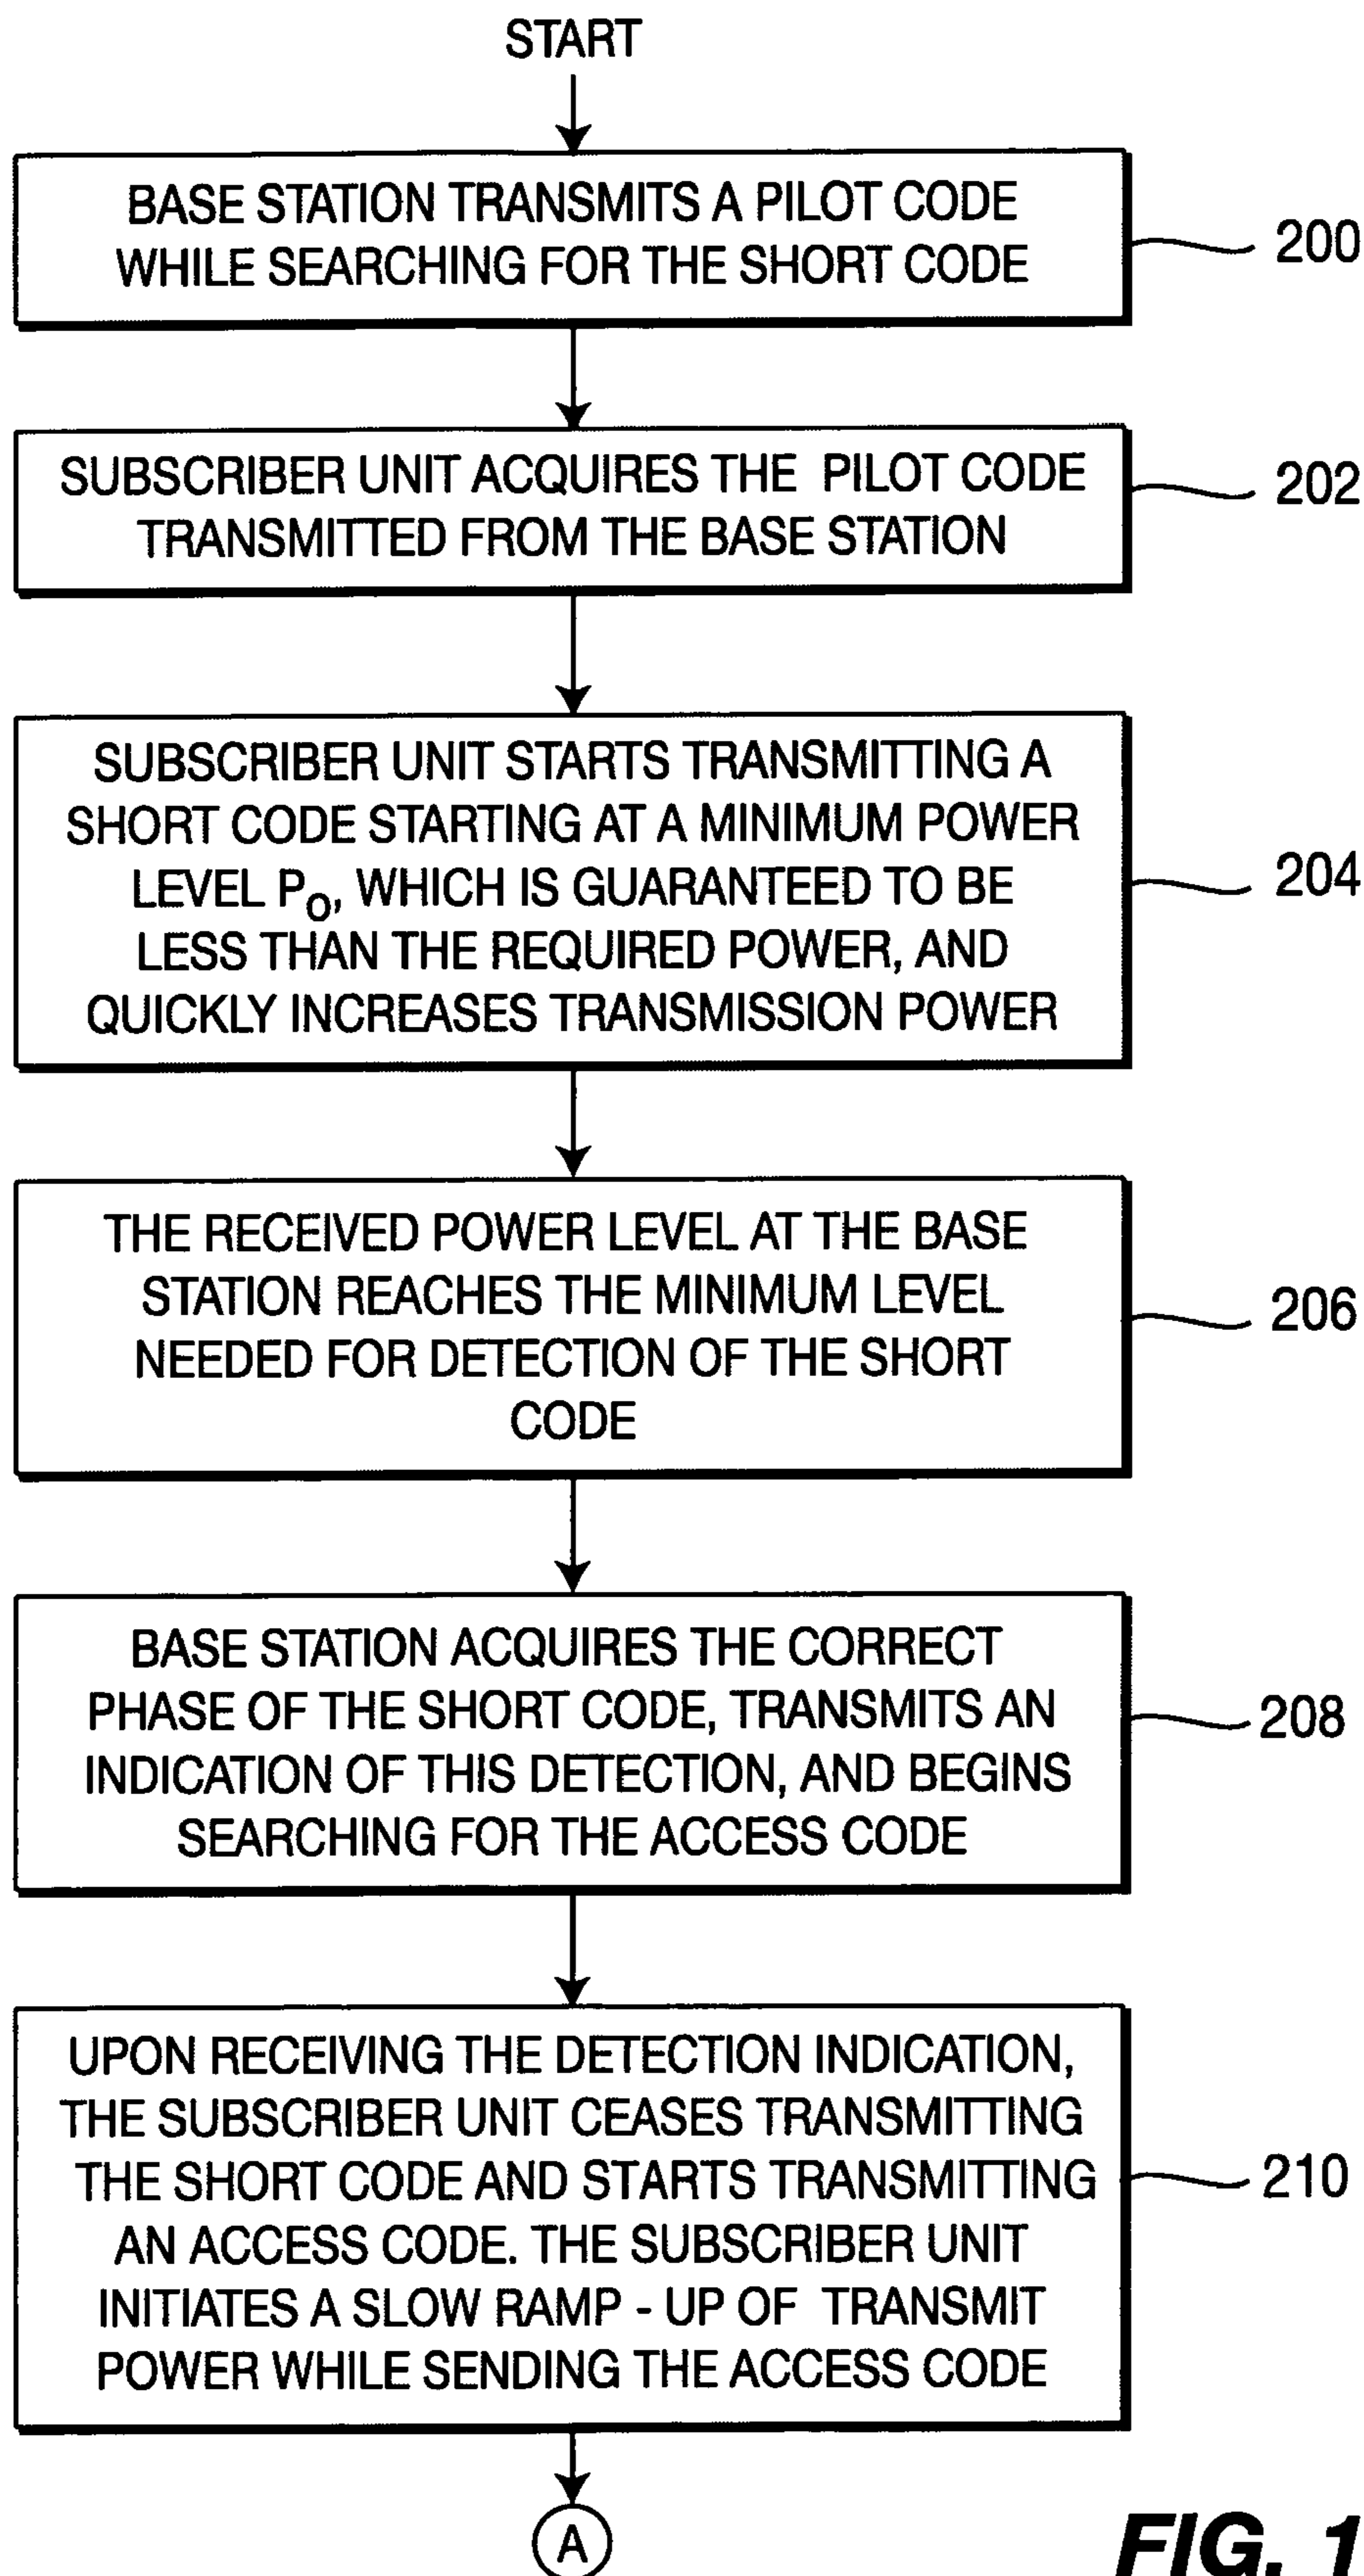 START
BASE STATION TRANSMITS A PILOT CODE
WHILE SEARCHING FOR THE SHORT CODE
200
SUBSCRIBER UNIT ACQUIRES THE PILOT CODE
TRANSMITTED FROM THE BASE STATION
202
SUBSCRIBER UNIT STARTS TRANSMITTING A
SHORT CODE STARTING AT A MINIMUM POWER
LEVEL PO, WHICH IS GUARANTEED TO BE
LESS THAN THE REQUIRED POWER, AND
QUICKLY INCREASES TRANSMISSION POWER
204
THE RECEIVED POWER LEVEL AT THE BASE
STATION REACHES THE MINIMUM LEVEL
NEEDED FOR DETECTION OF THE SHORT
CODE
206
BASE STATION ACQUIRES THE CORRECT
PHASE OF THE SHORT CODE, TRANSMITS AN
INDICATION OF THIS DETECTION, AND BEGINS
SEARCHING FOR THE ACCESS CODE
208
UPON RECEIVING THE DETECTION INDICATION,
THE SUBSCRIBER UNIT CEASES TRANSMITTING
THE SHORT CODE AND STARTS TRANSMITTING
AN ACCESS CODE. THE SUBSCRIBER UNIT
INITIATES A SLOW RAMP - UP OF TRANSMIT
POWER WHILE SENDING THE ACCESS CODE
210
A
FIG. 1